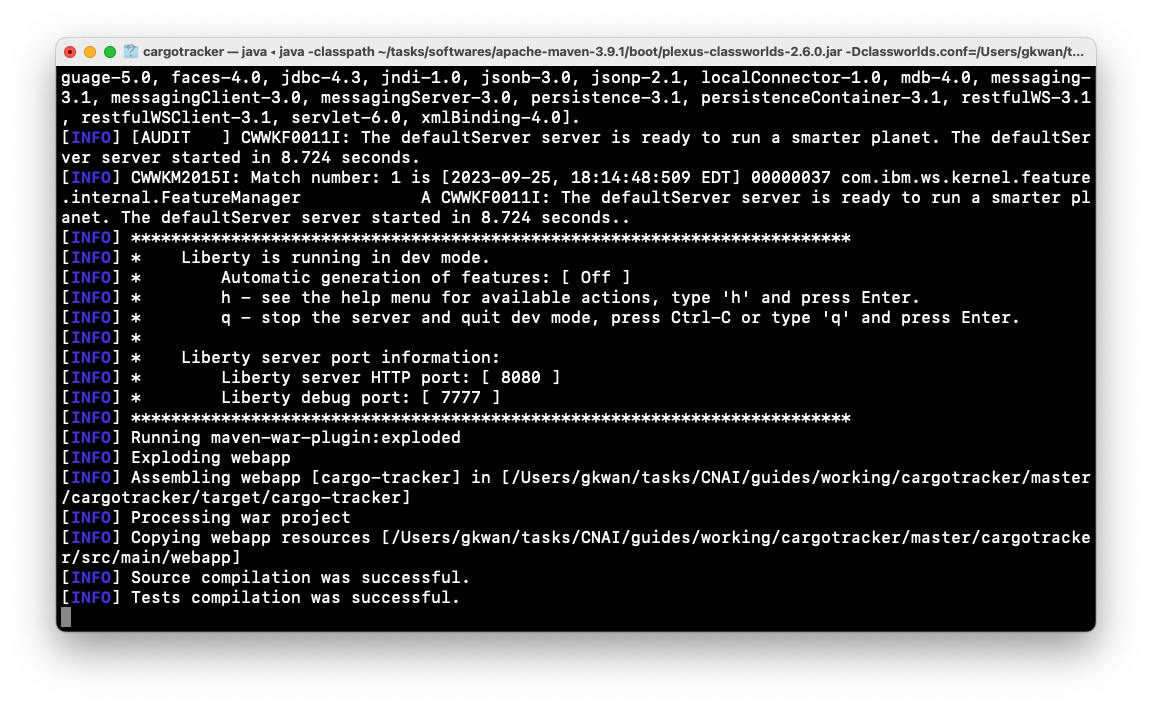 cargotracker — java ◂ java -classpath ~/tasks/softwares/apache-maven-3.9.1/boot/plexus-classworlds-2.6.0.jar -Dclassworlds.conf=/Users/gkwan/t...
guage-5.0, faces-4.0, jdbc-4.3, jndi-1.0, jsonb-3.0, jsonp-2.1, localConnector-1.0, mdb-4.0, messaging-
3.1, messagingClient-3.0, messagingServer-3.0, persistence-3.1, persistenceContainer-3.1, restfulWS-3.1
, restfulWSClient-3.1, servlet-6.0, xmlBinding-4.0].
[INFO] [AUDIT   ] CWWKF0011I: The defaultServer server is ready to run a smarter planet. The defaultSer
ver server started in 8.724 seconds.
[INFO] CWWKM2015I: Match number: 1 is [2023-09-25, 18:14:48:509 EDT] 00000037 com.ibm.ws.kernel.feature
.internal.FeatureManager            A CWWKF0011I: The defaultServer server is ready to run a smarter pl
anet. The defaultServer server started in 8.724 seconds..
[INFO] ************************************************************************
[INFO] *    Liberty is running in dev mode.
[INFO] *        Automatic generation of features: [ Off ]
[INFO] *        h - see the help menu for available actions, type 'h' and press Enter.
[INFO] *        q - stop the server and quit dev mode, press Ctrl-C or type 'q' and press Enter.
[INFO] *
[INFO] *    Liberty server port information:
[INFO] *        Liberty server HTTP port: [ 8080 ]
[INFO] *        Liberty debug port: [ 7777 ]
[INFO] ************************************************************************
[INFO] Running maven-war-plugin:exploded
[INFO] Exploding webapp
[INFO] Assembling webapp [cargo-tracker] in [/Users/gkwan/tasks/CNAI/guides/working/cargotracker/master
/cargotracker/target/cargo-tracker]
[INFO] Processing war project
[INFO] Copying webapp resources [/Users/gkwan/tasks/CNAI/guides/working/cargotracker/master/cargotracke
r/src/main/webapp]
[INFO] Source compilation was successful.
[INFO] Tests compilation was successful.